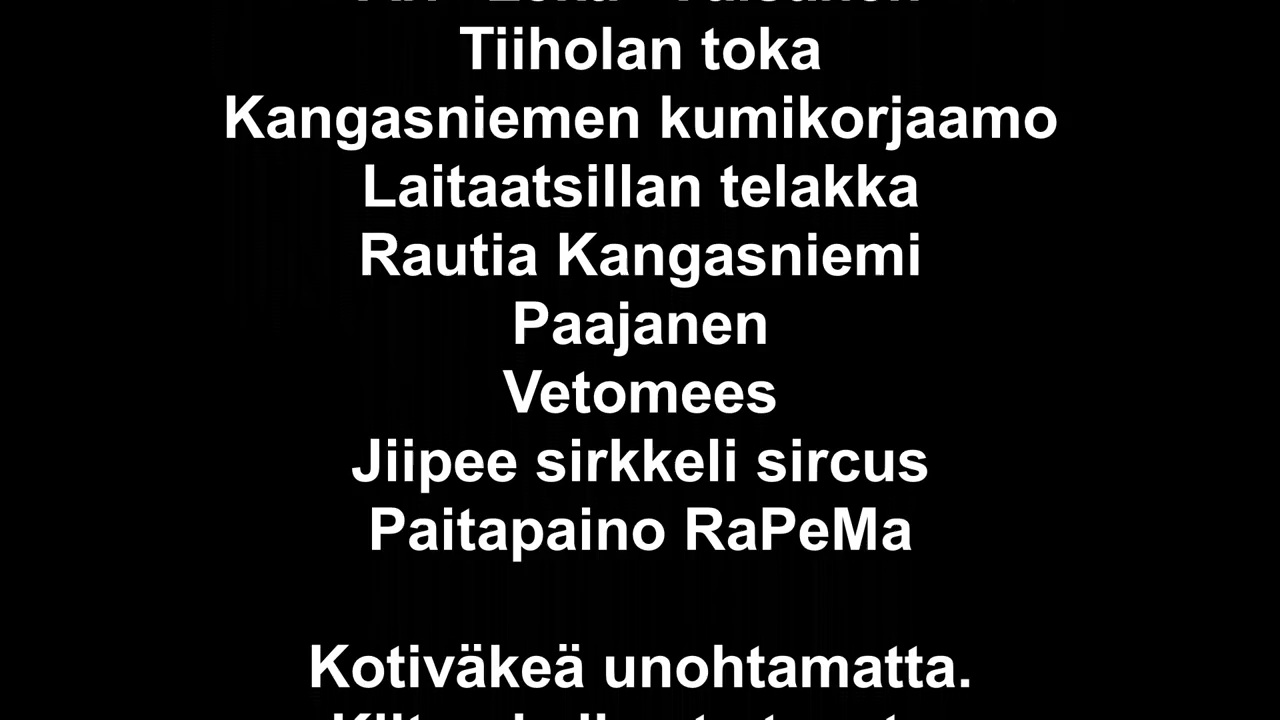 Tiiholan toka
Kangasniemen kumikorjaamo
Laitaatsillan telakka
Rautia Kangasniemi
Paajanen
Vetomees
Jiipee sirkkeli sircus
Paitapaino RaPeMa
Kotiväkeä unohtamatta.